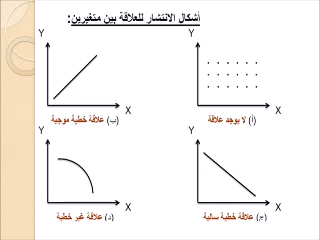 أشكال الانتشار للعلاقة بين متغيرين:
Y
Y
X
X
(أ) لا يوجد علاقة
(ب) علاقة خطية موجبة
Y
Y
X
X
(ج) علاقة خطية سالبة
(د) علاقة غير خطية